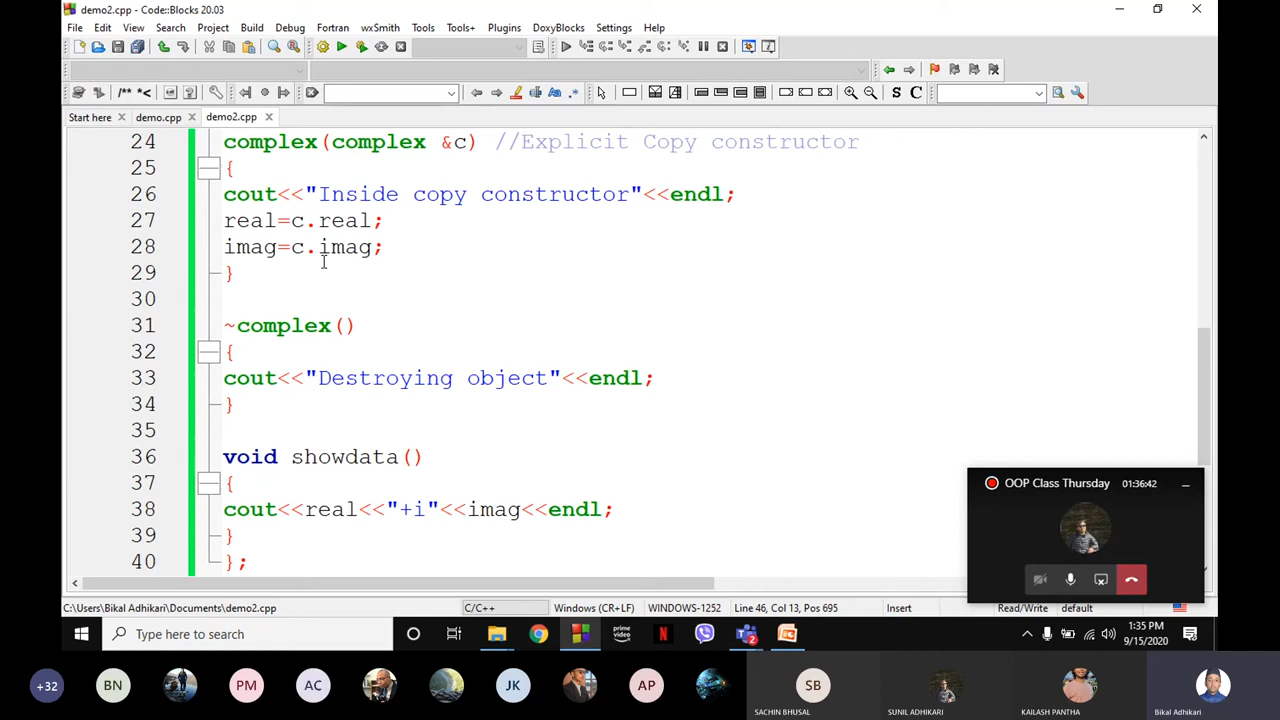 demo2.cpp - Code::Blocks 20.03
File Edit View Search Project Build Debug Fortran wxSmith Tools Tools+ Plugins DoxyBlocks Settings Help
/** *<
S C
Start here demo.cpp demo2.cpp
24 complex(complex &c) //Explicit Copy constructor
25 {
26 cout<<"Inside copy constructor"<<endl;
27 real=c.real;
28 imag=c.imag;
29 }
30
31 ~complex()
32 {
33 cout<<"Destroying object"<<endl;
34 }
35
36 void showdata()
37 {
38 cout<<real<<"+i"<<imag<<endl;
39 }
40 };
OOP Class Thursday 01:36:42
C:\Users\Bikal Adhikari\Documents\demo2.cpp C/C++ Windows (CR+LF) WINDOWS-1252 Line 46, Col 13, Pos 695 Insert Read/Write default
Type here to search
prime video
N
2
1:35 PM
9/15/2020
+32 BN PM AC JK AP SB
SACHIN BHUSAL SUNIL ADHIKARI KAILASH PANTHA Bikal Adhikari